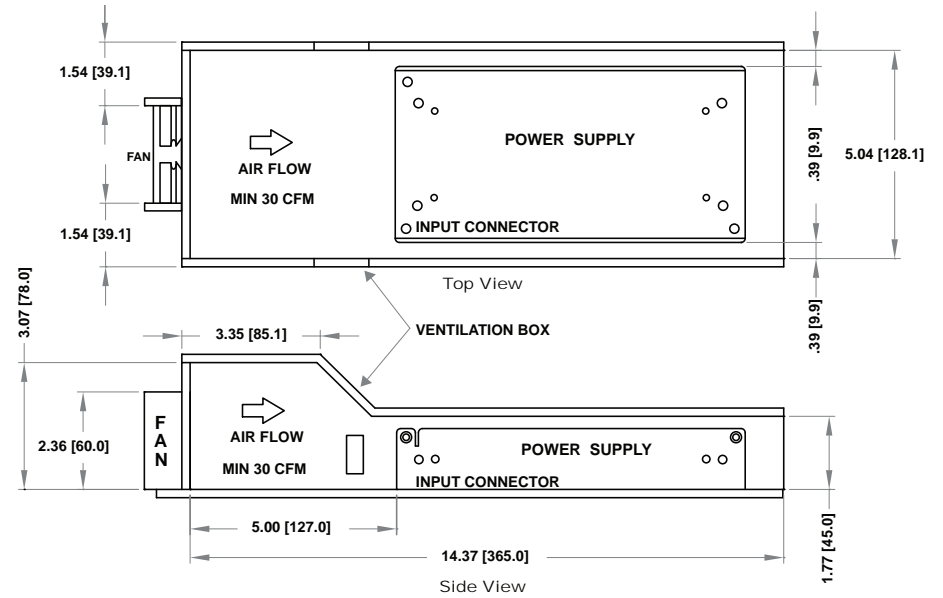 1.54 [39.1]
FAN
AIR FLOW
MIN 30 CFM
POWER SUPPLY
INPUT CONNECTOR
.39 [9.9]
5.04 [128.1]
1.54 [39.1]
.39 [9.9]
Top View
3.07 [78.0]
3.35 [85.1]
VENTILATION BOX
2.36 [60.0]
FAN
AIR FLOW
MIN 30 CFM
POWER SUPPLY
INPUT CONNECTOR
1.77 [45.0]
5.00 [127.0]
14.37 [365.0]
Side View